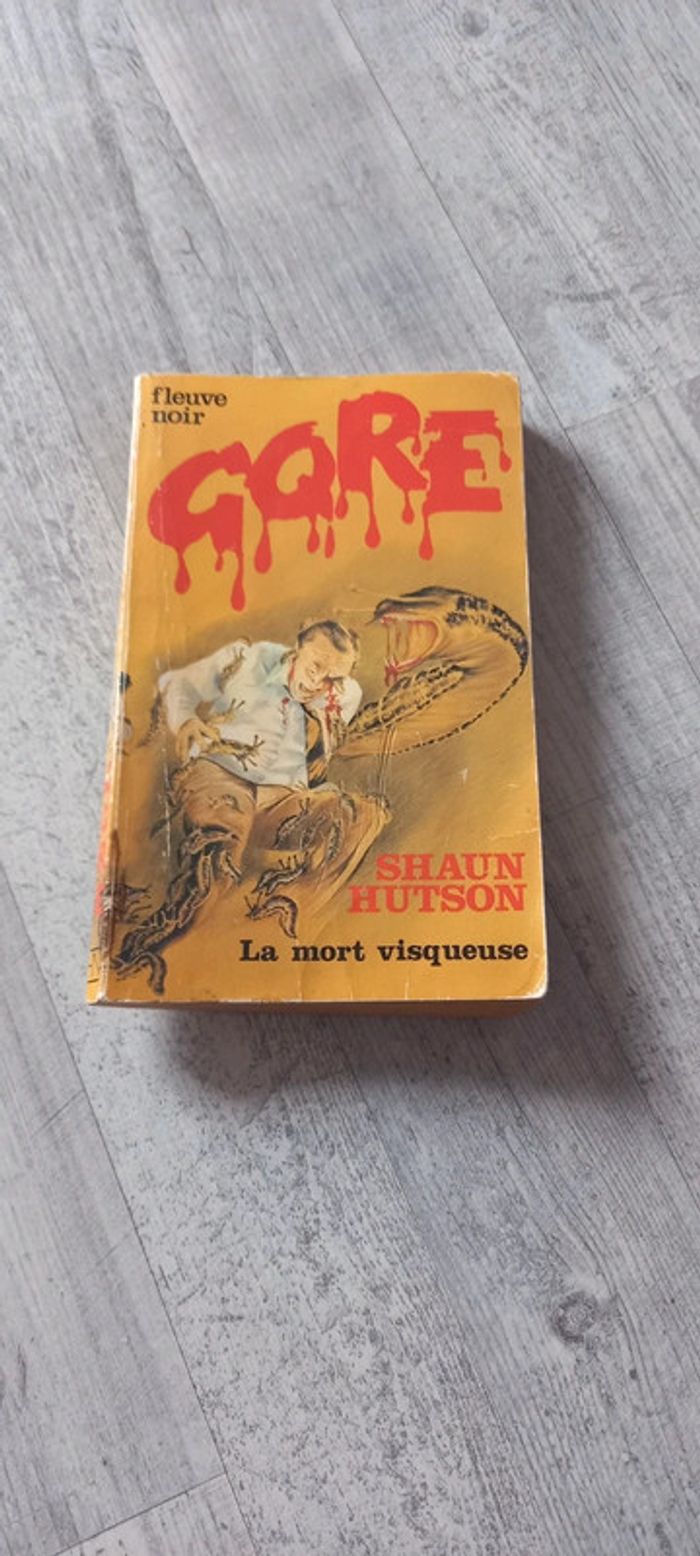 fleuve
noir
GORE
SHAUN
HUTSON
La mort visqueuse